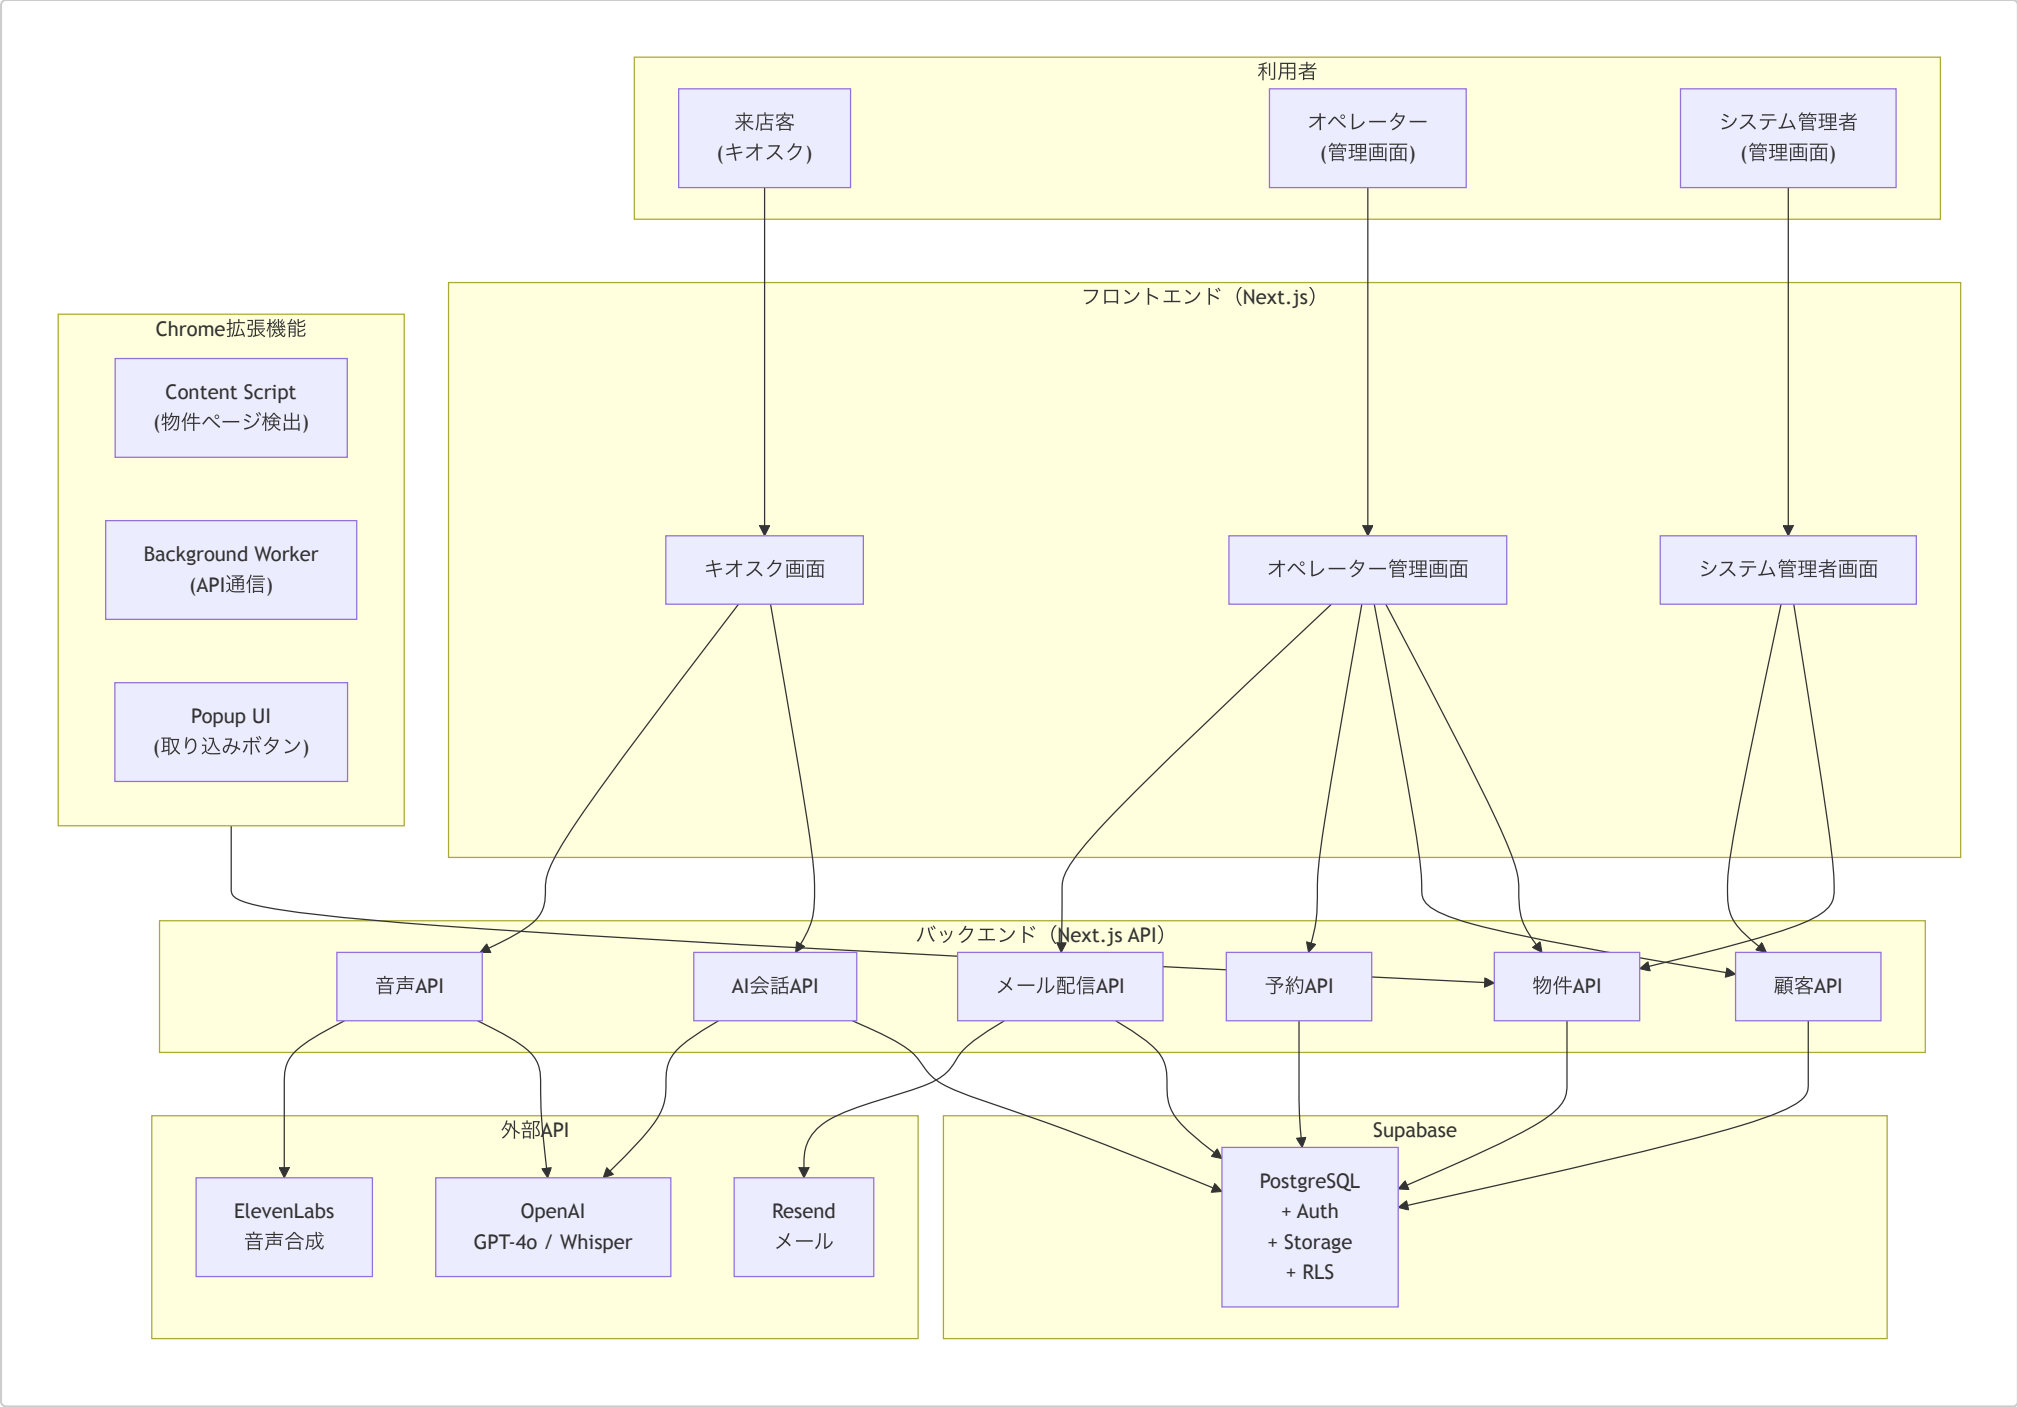 利用者
来店客
(キオスク)
オペレーター
(管理画面)
システム管理者
(管理画面)
フロントエンド（Next.js）
Chrome拡張機能
Content Script
(物件ページ検出)
Background Worker
(API通信)
Popup UI
(取り込みボタン)
キオスク画面
オペレーター管理画面
システム管理者画面
バックエンド（Next.js API）
音声API
AI会話API
メール配信API
予約API
物件API
顧客API
外部API
ElevenLabs
音声合成
OpenAI
GPT-4o / Whisper
Resend
メール
Supabase
PostgreSQL
+ Auth
+ Storage
+ RLS